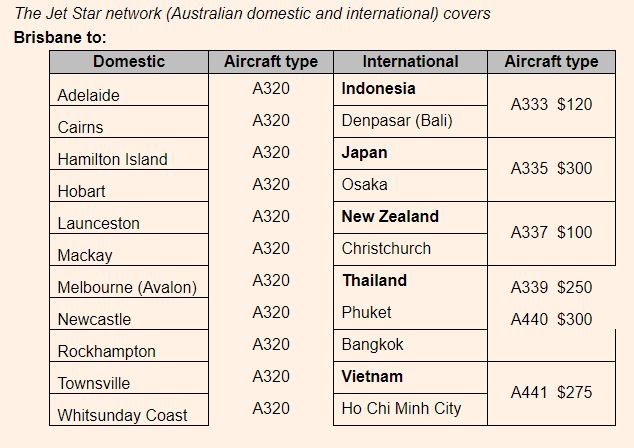 The Jet Star network (Australian domestic and international) covers
Brisbane to:
Domestic Aircraft type International Aircraft type
Adelaide A320 Indonesia A333 $120
Cairns A320 Denpasar (Bali)
Hamilton Island A320 Japan A335 $300
Hobart A320 Osaka
Launceston A320 New Zealand A337 $100
Mackay A320 Christchurch
Melbourne (Avalon) A320 Thailand A339 $250
Newcastle A320 Phuket A440 $300
Rockhampton A320 Bangkok
Townsville A320 Vietnam A441 $275
Whitsunday Coast A320 Ho Chi Minh City